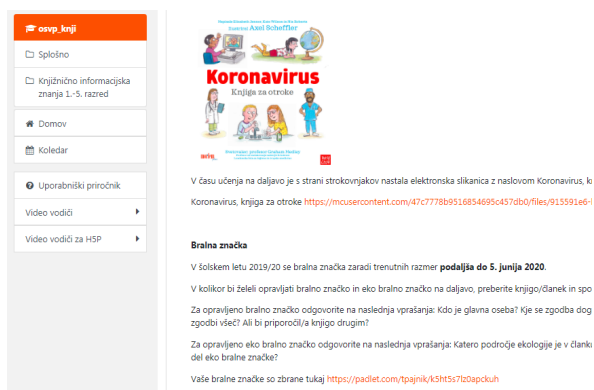 osvp_knji
Splošno
Knjižnično informacijska
znanja 1.-5. razred
Domov
Koledar
Uporabniški priročnik
Video vodiči
Video vodiči za H5P
Ilustriral Axel Scheffler
Koronavirus
Knjiga za otroke
V času učenja na daljavo je s strani strokovnjakov nastala elektronska slikanica z naslovom Koronavirus,
Koronavirus, knjiga za otroke https://mcusercontent.com/47c7778b9516854695c457db0/files/915591e6-
Bralna značka
V šolskem letu 2019/20 se bralna značka zaradi trenutnih razmer podaljša do 5. junija 2020.
V kolikor bi želeli opravljati bralno značko in eko bralno značko na daljavo, preberite knjigo/članek in spo
Za opravljeno bralno značko odgovorite na naslednja vprašanja: Kdo je glavna oseba? Kje se zgodba dog
zgodbi všeč? Ali bi priporočil/a knjigo drugim?
Za opravljeno eko bralno značko odgovorite na naslednja vprašanja: Katero področje ekologije je v člank
del eko bralne značke?
Vaše bralne značke so zbrane tukaj https://padlet.com/tpajnik/k5ht5s7lz0apckuh